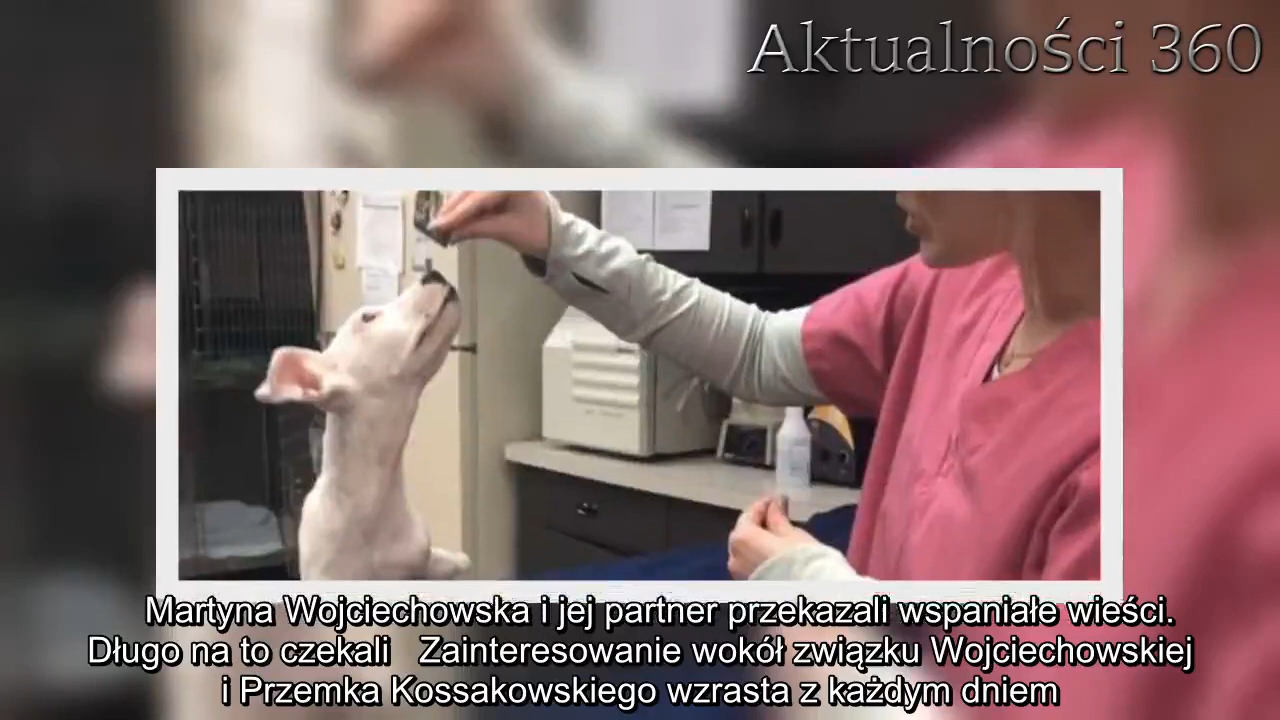 Aktualności 360
Martyna Wojciechowska i jej partner przekazali wspaniałe wieści.
Długo na to czekali Zainteresowanie wokół związku Wojciechowskiej
i Przemka Kossakowskiego wzrasta z każdym dniem